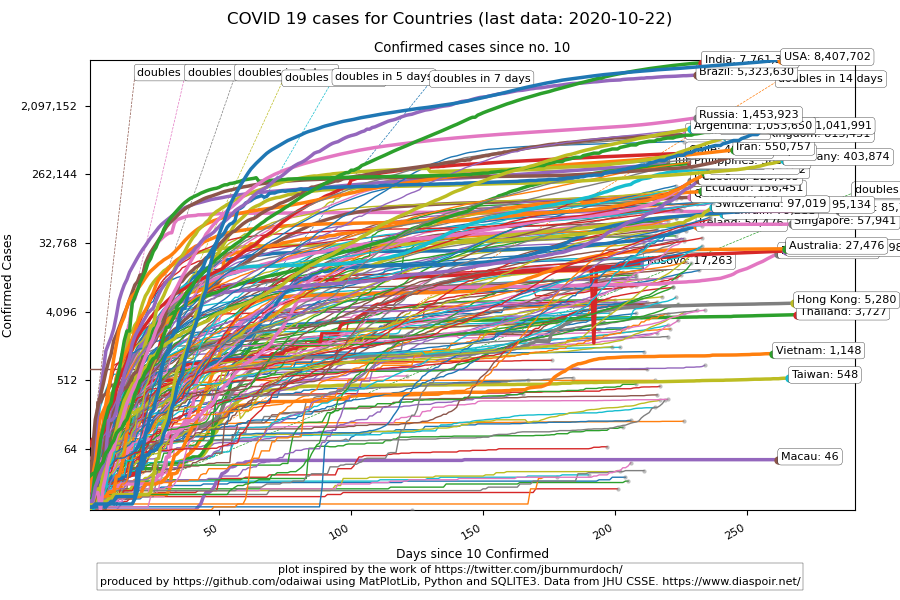 COVID 19 cases for Countries (last data: 2020-10-22)
Confirmed cases since no. 10
India: 7,761,3
USA: 8,407,702
Brazil: 5,323,630
doubles
doubles
doubles in
doubles
doubles in 5 days
doubles in 7 days
doubles in 14 days
2,097,152
Russia: 1,453,923
Argentina: 1,053,650
1,041,991
Iran: 550,757
many: 403,874
Philippines:
262,144
Ecuador: 156,451
doubles
Switzerland: 97,019
95,134
85,
Singapore: 57,941
32,768
Australia: 27,476
98
Kosovo: 17,263
Hong Kong: 5,280
Thailand: 3,727
4,096
Vietnam: 1,148
Taiwan: 548
512
64
Macau: 46
50
100
150
200
250
Confirmed Cases
Days since 10 Confirmed
plot inspired by the work of https://twitter.com/jburnmurdoch/
produced by https://github.com/odaiwai using MatPlotLib, Python and SQLITE3. Data from JHU CSSE. https://www.diaspoir.net/